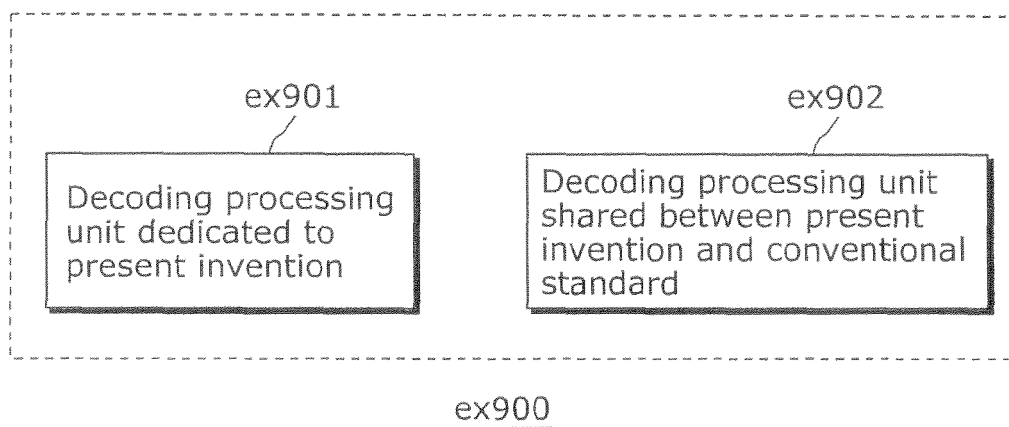 ex901
ex902
Decoding processing
unit dedicated to
present invention
Decoding processing unit
shared between present
invention and conventional
standard
ex900